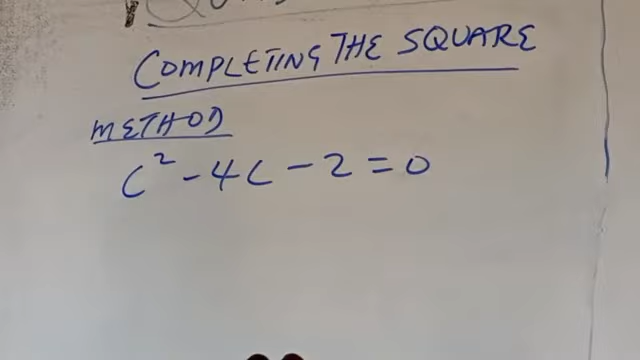 COMPLETING THE SQUARE
METHOD
c² - 4c - 2 = 0